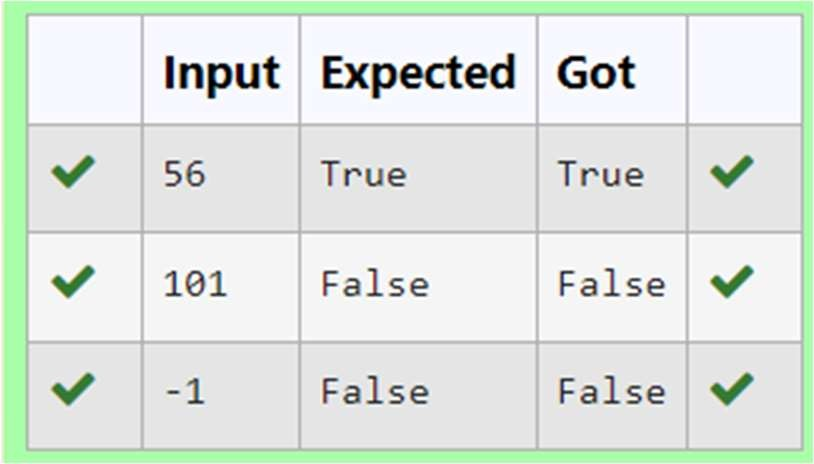 Input Expected Got
56 True True
101 False False
-1 False False